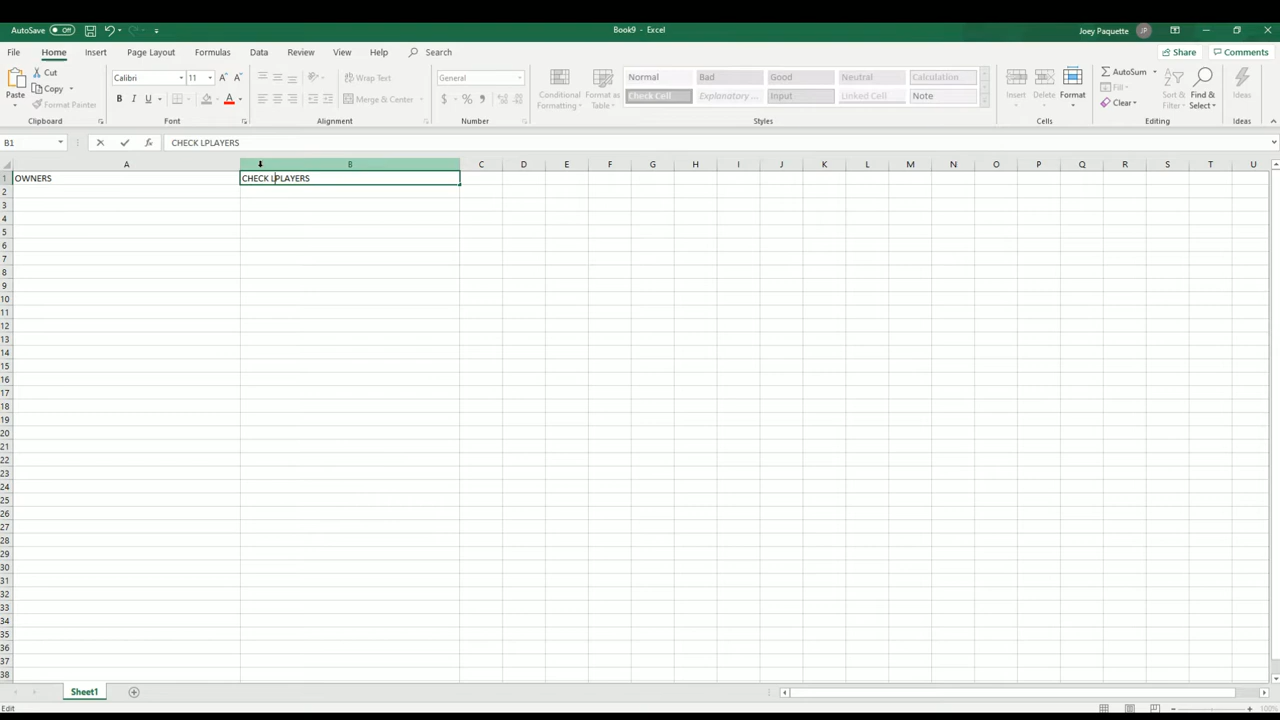 AutoSave Off Book9 - Excel Joey Paquette JP
File Home Insert Page Layout Formulas Data Review View Help Search Share Comments
Paste Cut Copy Format Painter Clipboard
Calibri 11 B I U A Font
Wrap Text Merge & Center Alignment
General $ % Number
Conditional Formatting Format as Table
Normal Bad Good Neutral Calculation
Check Cell Explanatory ... Input Linked Cell Note
Styles
Insert Delete Format Cells
AutoSum Fill Clear Sort & Filter Find & Select Editing
Ideas Ideas
B1 fx CHECK LPLAYERS
A B C D E F G H I J K L M N O P Q R S T U
1 OWNERS CHECK LPLAYERS
2
3
4
5
6
7
8
9
10
11
12
13
14
15
16
17
18
19
20
21
22
23
24
25
26
27
28
29
30
31
32
33
34
35
36
37
38
Sheet1
Edit 100%